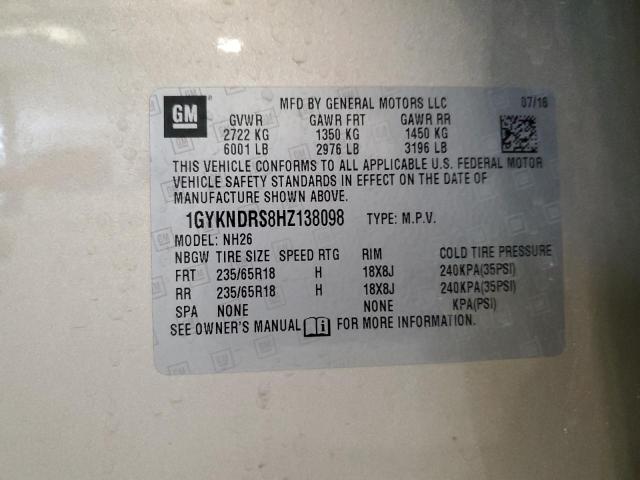 GM
MFD BY GENERAL MOTORS LLC 07/16
GVWR GAWR FRT GAWR RR
2722 KG 1350 KG 1450 KG
6001 LB 2976 LB 3196 LB
THIS VEHICLE CONFORMS TO ALL APPLICABLE U.S. FEDERAL MOTOR
VEHICLE SAFETY STANDARDS IN EFFECT ON THE DATE OF
MANUFACTURE SHOWN ABOVE.
1GYKNDRS8HZ138098 TYPE: M.P.V.
MODEL: NH26
NBGW TIRE SIZE SPEED RTG RIM COLD TIRE PRESSURE
FRT 235/65R18 H 18X8J 240KPA(35PSI)
RR 235/65R18 H 18X8J 240KPA(35PSI)
SPA NONE NONE KPA(PSI)
SEE OWNER'S MANUAL FOR MORE INFORMATION.